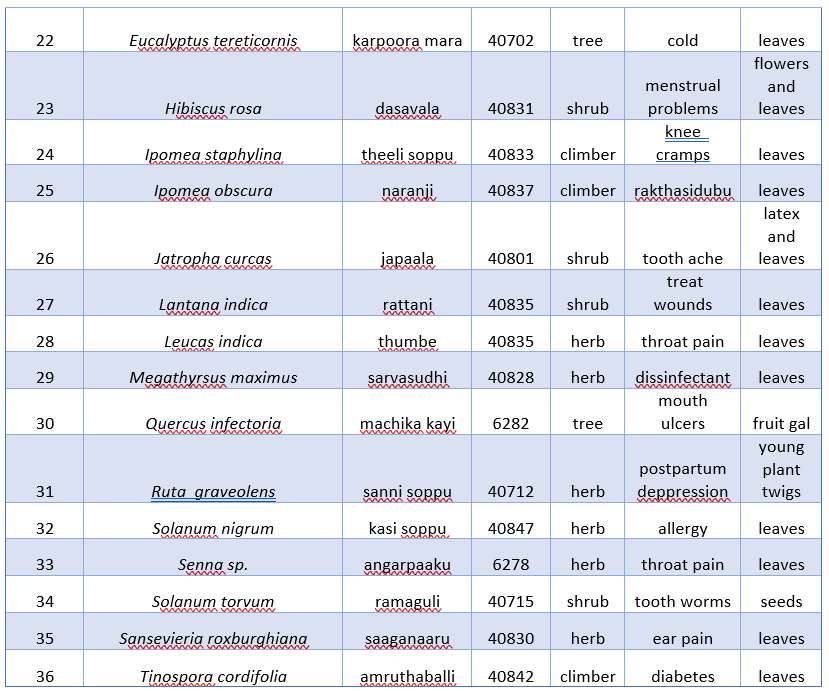 22 Eucalyptus tereticornis karpoora mara 40702 tree cold leaves
23 Hibiscus rosa dasavala 40831 shrub menstrual problems flowers and leaves
24 Ipomea staphylina theeli soppu 40833 climber knee cramps leaves
25 Ipomea obscura naranji 40837 climber rakthasidubu leaves
26 Jatropha curcas japaala 40801 shrub tooth ache latex and leaves
27 Lantana indica rattani 40835 shrub treat wounds leaves
28 Leucas indica thumbe 40835 herb throat pain leaves
29 Megathyrsus maximus sarvasudhi 40828 herb dissinfectant leaves
30 Quercus infectoria machika kayi 6282 tree mouth ulcers fruit gal
31 Ruta graveolens sanni soppu 40712 herb postpartum deppression young plant twigs
32 Solanum nigrum kasi soppu 40847 herb allergy leaves
33 Senna sp. angarpaaku 6278 herb throat pain leaves
34 Solanum torvum ramaguli 40715 shrub tooth worms seeds
35 Sansevieria roxburghiana saaganaaru 40830 herb ear pain leaves
36 Tinospora cordifolia amruthaballi 40842 climber diabetes leaves